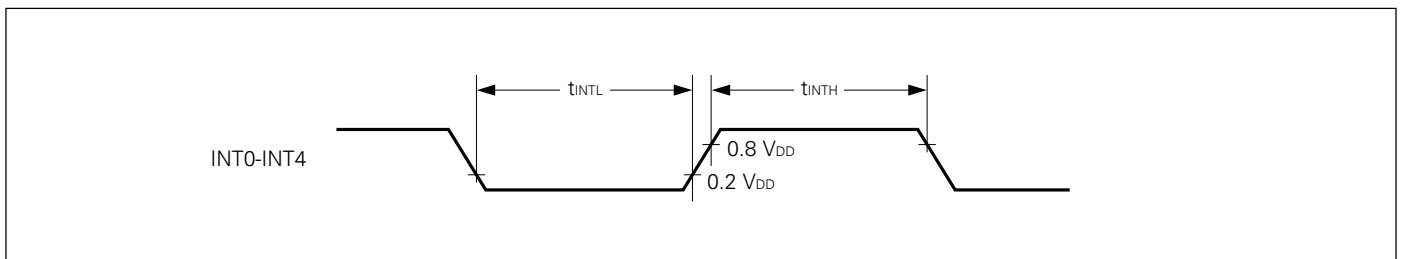 tINTL
tINTH
INT0-INT4
0.8 VDD
0.2 VDD